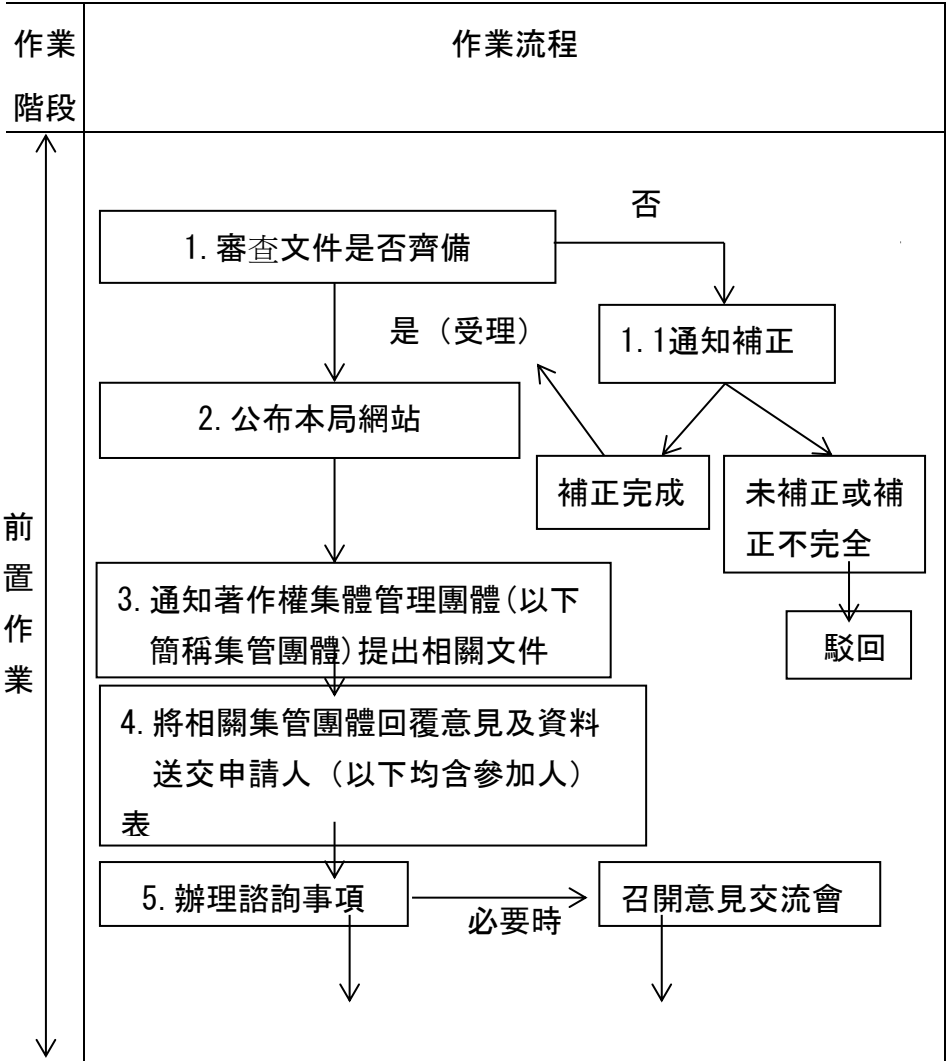 作業
階段
作業流程
否
1.審查文件是否齊備
是（受理）
1.1通知補正
2.公布本局網站
補正完成
未補正或補
正不完全
前
置
作
業
3.通知著作權集體管理團體(以下
簡稱集管團體)提出相關文件
駁回
4.將相關集管團體回覆意見及資料
送交申請人（以下均含參加人）
表
5.辦理諮詢事項
必要時
召開意見交流會